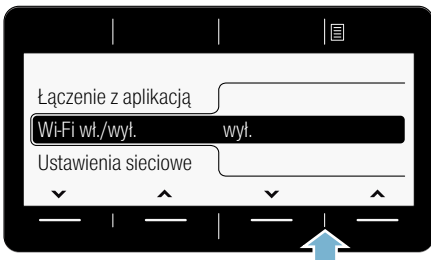 Łączenie z aplikacją
Wi-Fi wł./wył. wył.
Ustawienia sieciowe